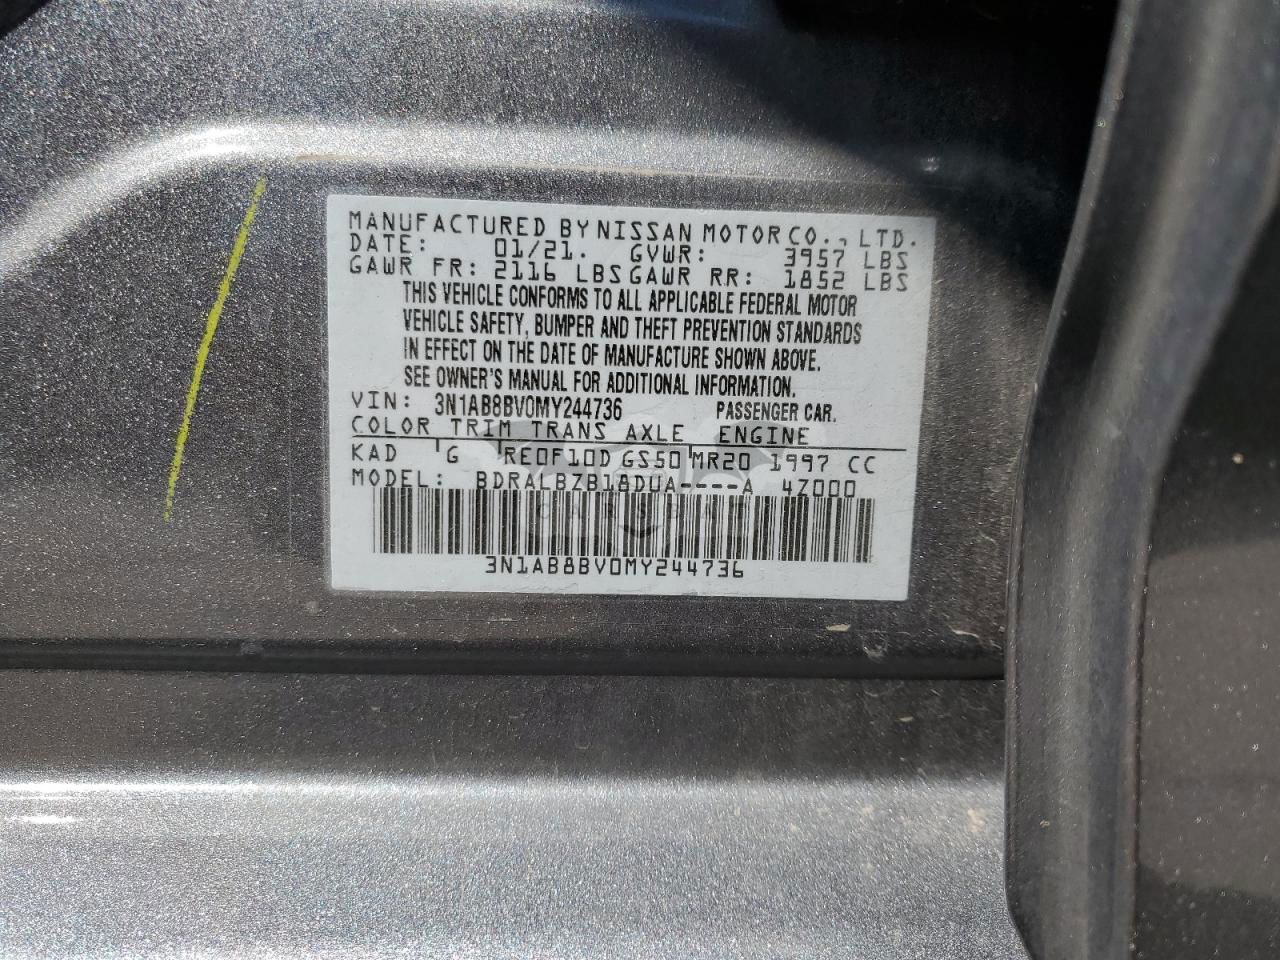 MANUFACTURED BY NISSAN MOTOR CO., LTD.
DATE: 01/21. GVWR: 3957 LBS
GAWR FR: 2116 LBS GAWR RR: 1852 LBS
THIS VEHICLE CONFORMS TO ALL APPLICABLE FEDERAL MOTOR
VEHICLE SAFETY, BUMPER AND THEFT PREVENTION STANDARDS
IN EFFECT ON THE DATE OF MANUFACTURE SHOWN ABOVE.
SEE OWNER'S MANUAL FOR ADDITIONAL INFORMATION.
VIN: 3N1AB8BV0MY244736 PASSENGER CAR.
COLOR TRIM TRANS AXLE ENGINE
KAD G RE0F10D GS50 MR20 1997 CC
MODEL: BDRALBZB18DUA----A 4Z000
CARSBAT
3N1AB8BV0MY244736